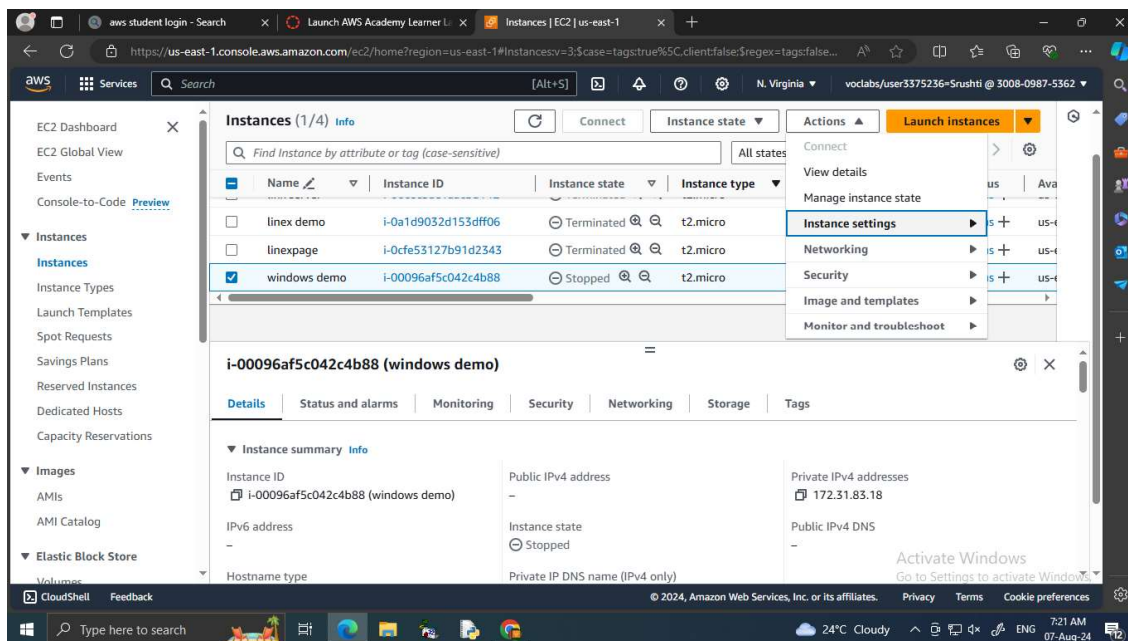 aws student login - Search
Launch AWS Academy Learner L
Instances | EC2 | us-east-1
https://us-east-1.console.aws.amazon.com/ec2/home?region=us-east-1#Instances:v=3;$case=tags:true%5C,client:false;$regex=tags:false...
aws
Services
Search
[Alt+S]
N. Virginia
voclabs/user3375236=Srushti @ 3008-0987-5362
EC2 Dashboard
EC2 Global View
Events
Console-to-Code Preview
Instances
Instances
Instance Types
Launch Templates
Spot Requests
Savings Plans
Reserved Instances
Dedicated Hosts
Capacity Reservations
Images
AMIs
AMI Catalog
Elastic Block Store
Volumes
Instances (1/4) Info
Connect
Instance state
Actions
Launch instances
Find Instance by attribute or tag (case-sensitive)
All states
Name
Instance ID
Instance state
Instance type
us
Ava
linex demo i-0a1d9032d153dff06 Terminated t2.micro s us-e
linexpage i-0cfe53127b91d2343 Terminated t2.micro us-e
windows demo i-00096af5c042c4b88 Stopped t2.micro s us-e
Connect
View details
Manage instance state
Instance settings
Networking
Security
Image and templates
Monitor and troubleshoot
i-00096af5c042c4b88 (windows demo)
Details
Status and alarms
Monitoring
Security
Networking
Storage
Tags
Instance summary Info
Instance ID
i-00096af5c042c4b88 (windows demo)
Public IPv4 address
–
Private IPv4 addresses
172.31.83.18
IPv6 address
–
Instance state
Stopped
Public IPv4 DNS
–
Hostname type
Private IP DNS name (IPv4 only)
Activate Windows
Go to Settings to activate Windows.
CloudShell
Feedback
© 2024, Amazon Web Services, Inc. or its affiliates.
Privacy
Terms
Cookie preferences
Type here to search
24°C Cloudy
ENG
7:21 AM
07-Aug-24